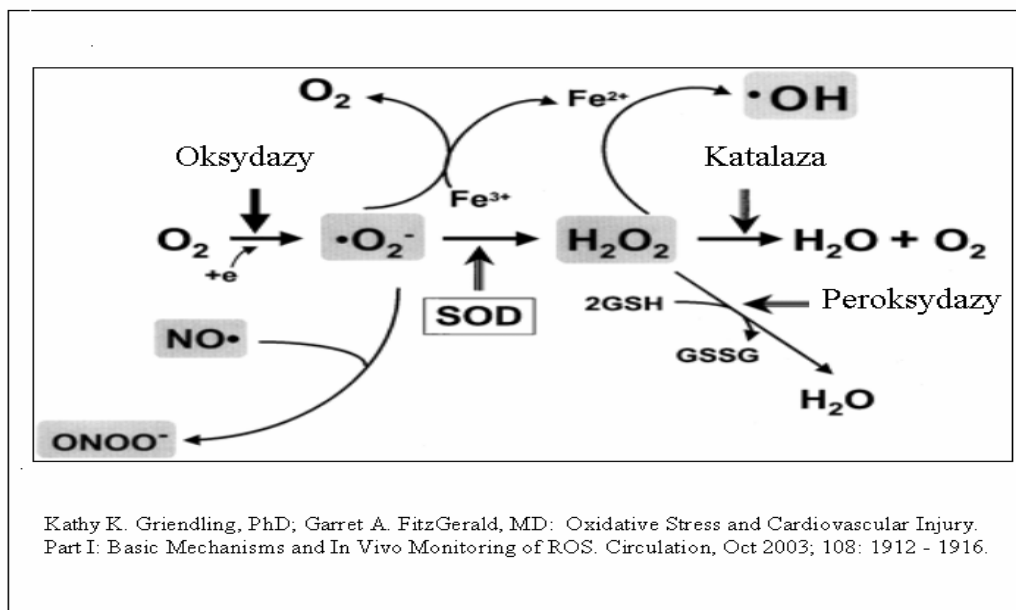 O₂ Fe²⁺ •OH
Oksydazy Katalaza
Fe³⁺
O₂ •O₂⁻ H₂O₂ H₂O + O₂
+e
SOD 2GSH Peroksydazy
NO•
GSSG
H₂O
ONOO⁻
Kathy K. Griendling, PhD; Garret A. FitzGerald, MD: Oxidative Stress and Cardiovascular Injury.
Part I: Basic Mechanisms and In Vivo Monitoring of ROS. Circulation, Oct 2003; 108: 1912 - 1916.